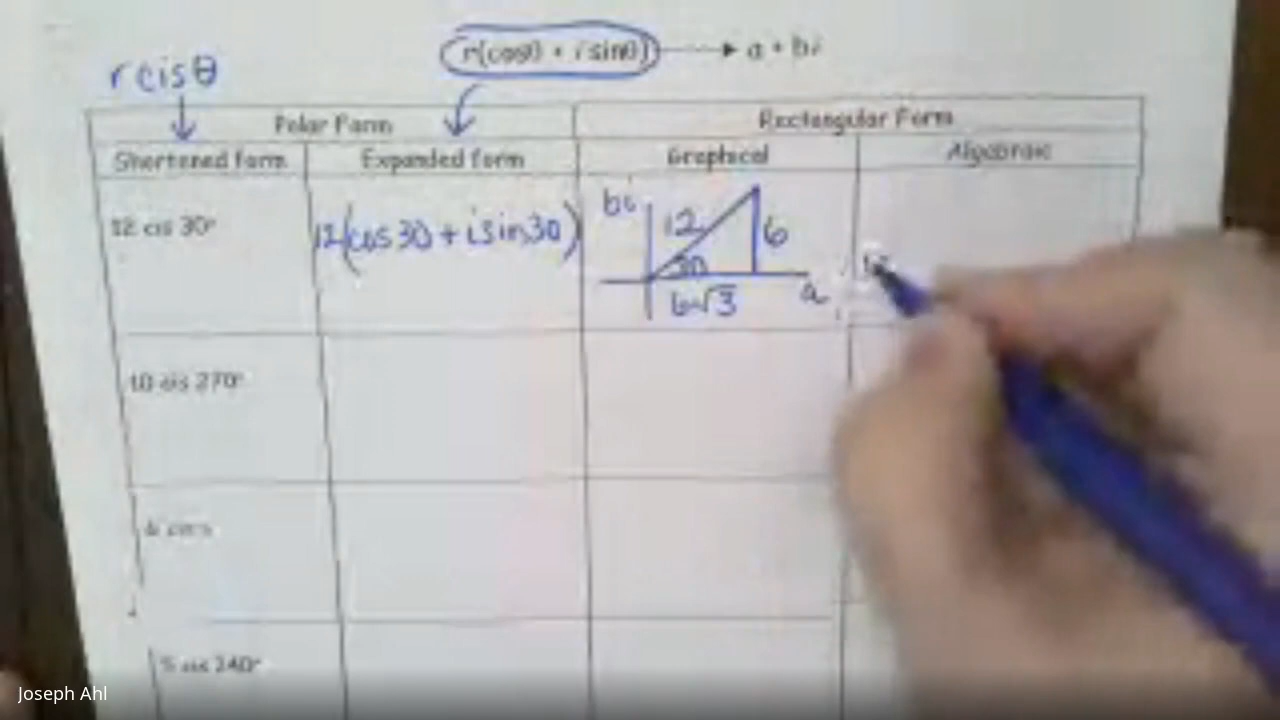 r(cosθ + i sinθ) → a + bi
r cis θ
Polar Form Rectangular Form
Shortened form Expanded form Graphical Algebraic
12 cis 30° 12(cos 30 + i sin 30)
bi 12 6
30
6√3 a
10 cis 270°
5 cis 240°
Joseph Ahl